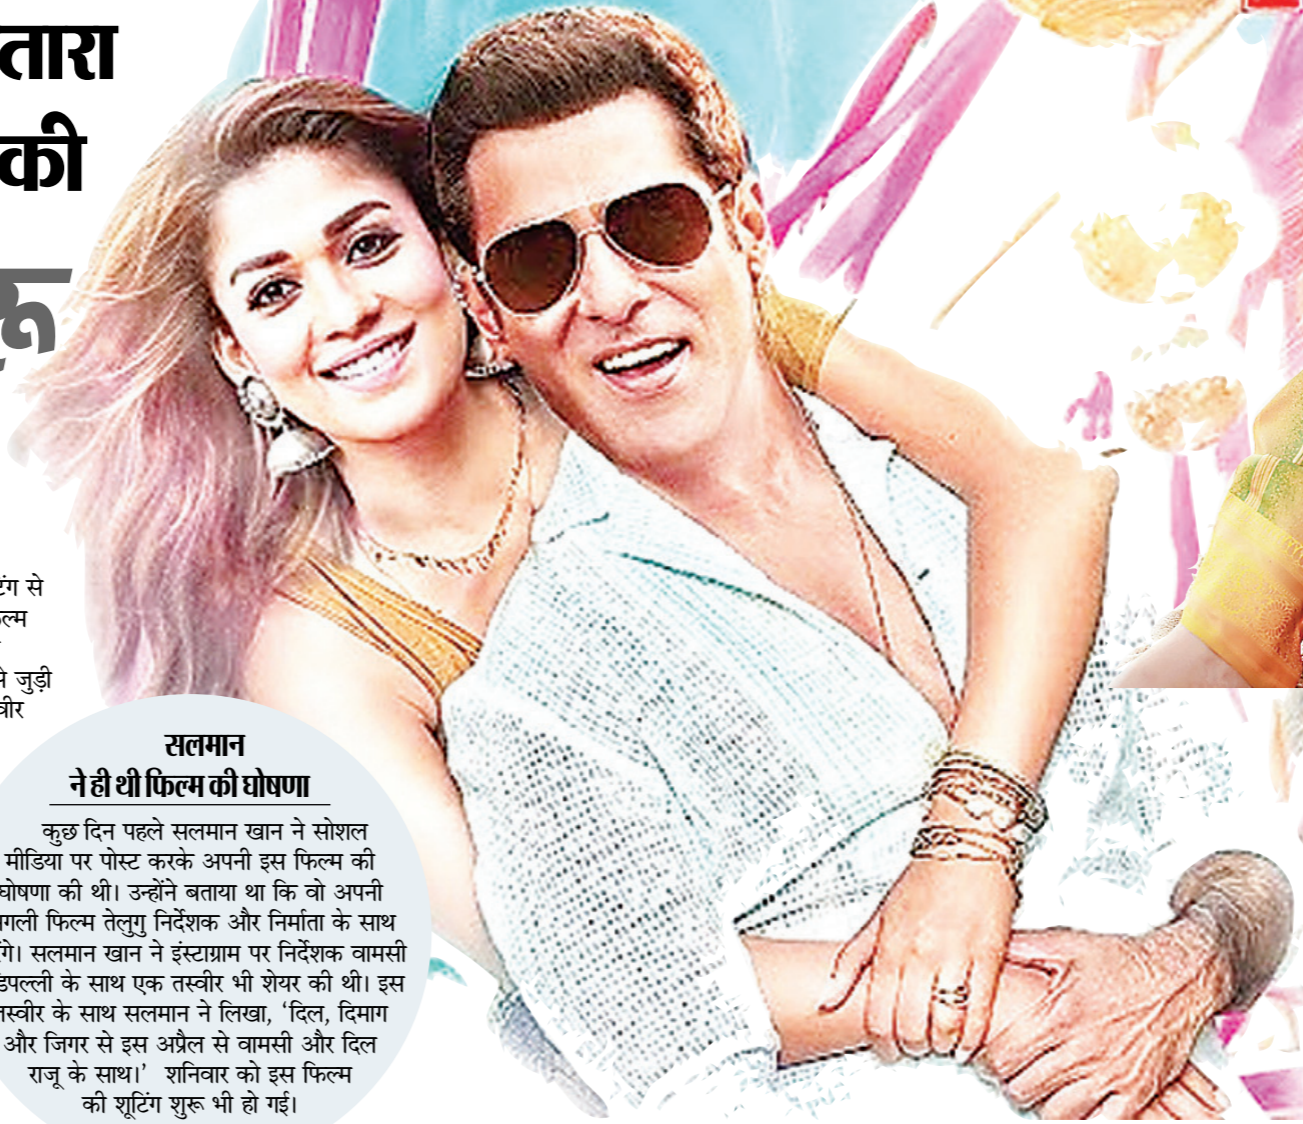 तारा
की
रू
टिंग से
ल्म
से जुड़ी
वीर
सलमान
ने ही थी फिल्म की घोषणा
कुछ दिन पहले सलमान खान ने सोशल
मीडिया पर पोस्ट करके अपनी इस फिल्म की
घोषणा की थी। उन्होंने बताया था कि वो अपनी
गली फिल्म तेलुगु निर्देशक और निर्माता के साथ
रेंगे। सलमान खान ने इंस्टाग्राम पर निर्देशक वामसी
डिपल्ली के साथ एक तस्वीर भी शेयर की थी। इस
तस्वीर के साथ सलमान ने लिखा, ‘दिल, दिमाग
और जिगर से इस अप्रैल से वामसी और दिल
राजू के साथ।’ शनिवार को इस फिल्म
की शूटिंग शुरू भी हो गई।